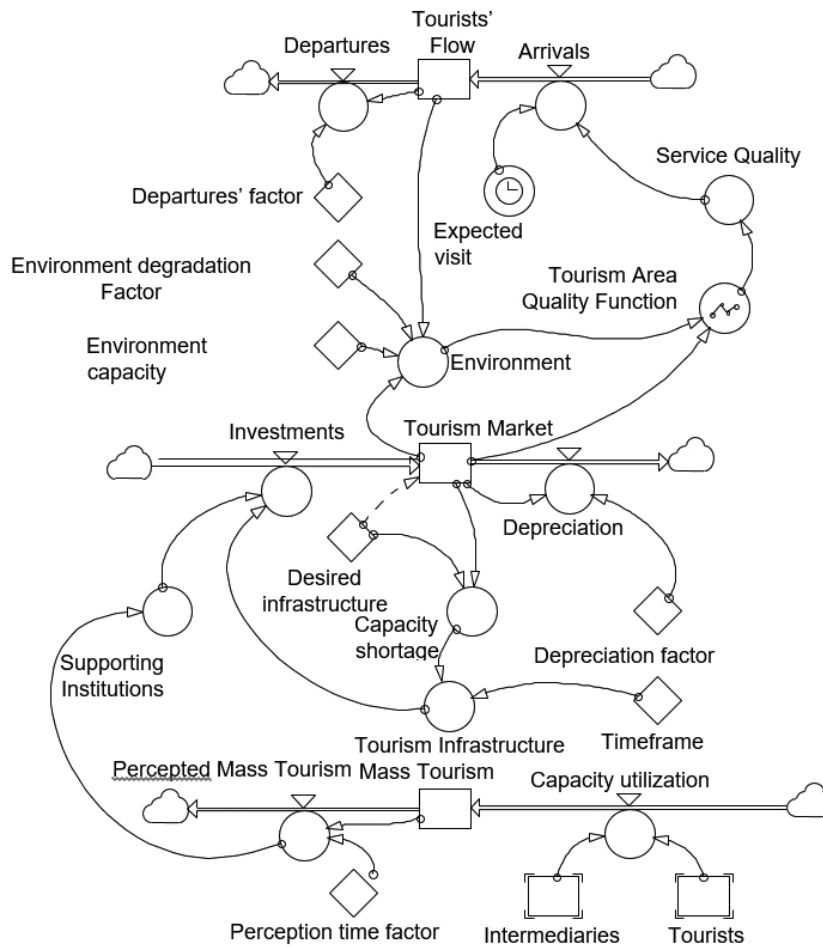 Tourists'
Flow
Departures
Arrivals
Service Quality
Departures' factor
Expected
visit
Environment degradation
Factor
Tourism Area
Quality Function
Environment
capacity
Environment
Investments
Tourism Market
Depreciation
Desired
infrastructure
Capacity
shortage
Supporting
Institutions
Depreciation factor
Tourism Infrastructure
Timeframe
Percepted Mass Tourism
Mass Tourism
Capacity utilization
Perception time factor
Intermediaries
Tourists